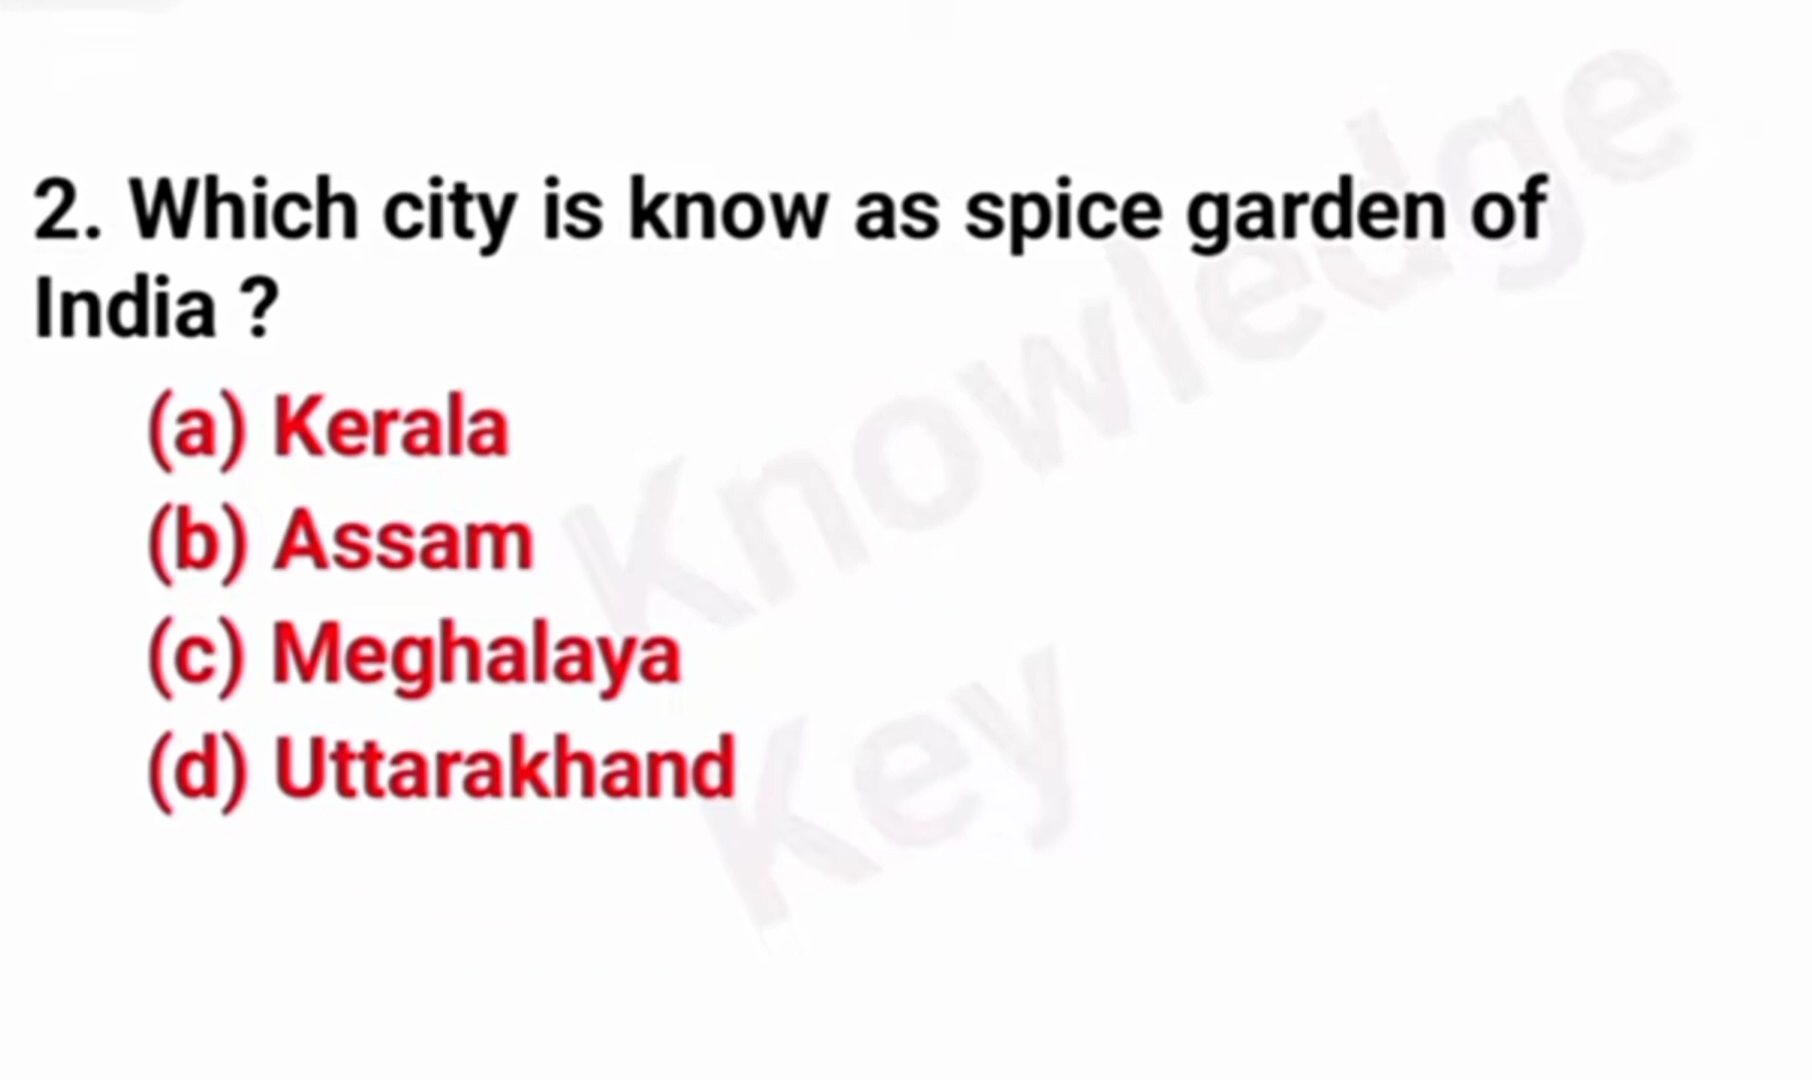 2. Which city is know as spice garden of
India ?
(a) Kerala
(b) Assam
(c) Meghalaya
(d) Uttarakhand
Knowledge
Key